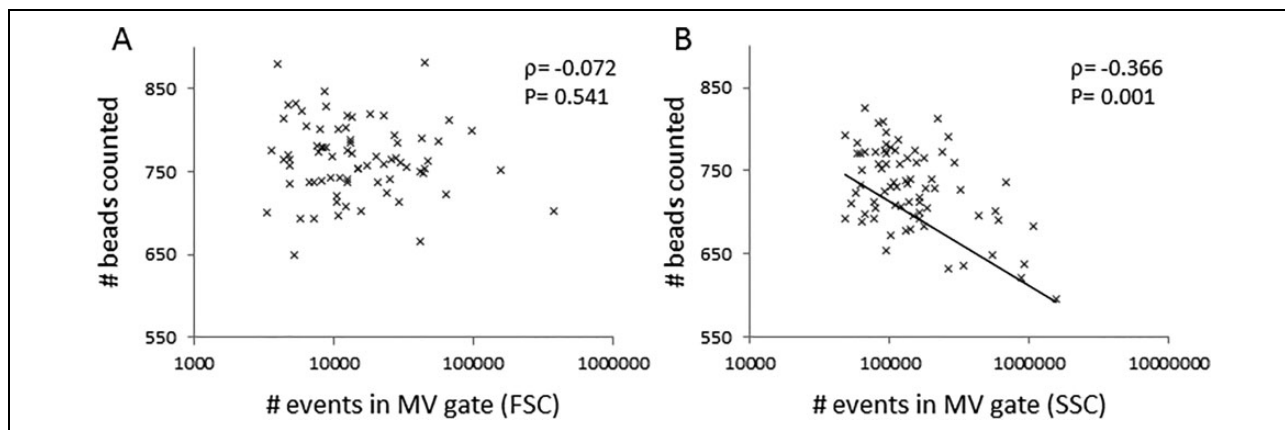 A
ρ= -0.072
P= 0.541
# beads counted
850
750
650
550
1000 10000 100000 1000000
# events in MV gate (FSC)
B
ρ= -0.366
P= 0.001
# beads counted
850
750
650
550
10000 100000 1000000 10000000
# events in MV gate (SSC)